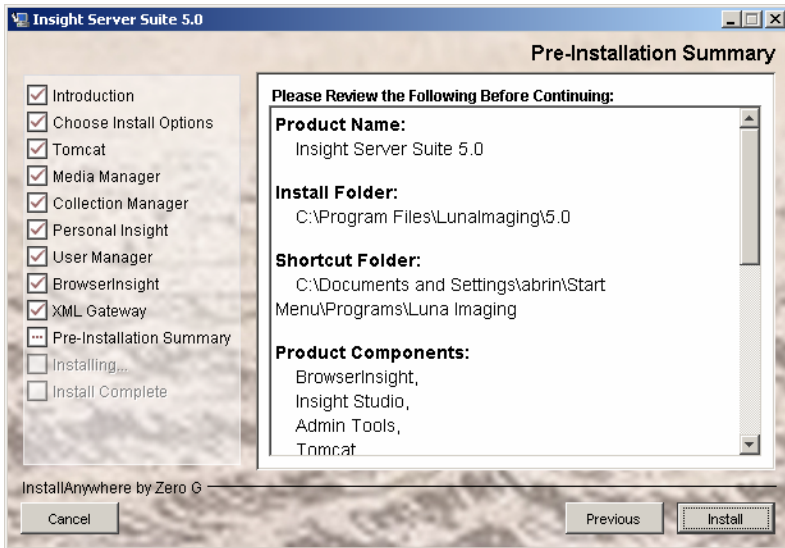 Insight Server Suite 5.0
Pre-Installation Summary
Introduction
Choose Install Options
Tomcat
Media Manager
Collection Manager
Personal Insight
User Manager
BrowserInsight
XML Gateway
Pre-Installation Summary
Installing...
Install Complete
Please Review the Following Before Continuing:
Product Name:
Insight Server Suite 5.0
Install Folder:
C:\Program Files\LunaImaging\5.0
Shortcut Folder:
C:\Documents and Settings\abrin\Start
Menu\Programs\Luna Imaging
Product Components:
BrowserInsight,
Insight Studio,
Admin Tools,
Tomcat
InstallAnywhere by Zero G
Cancel
Previous
Install